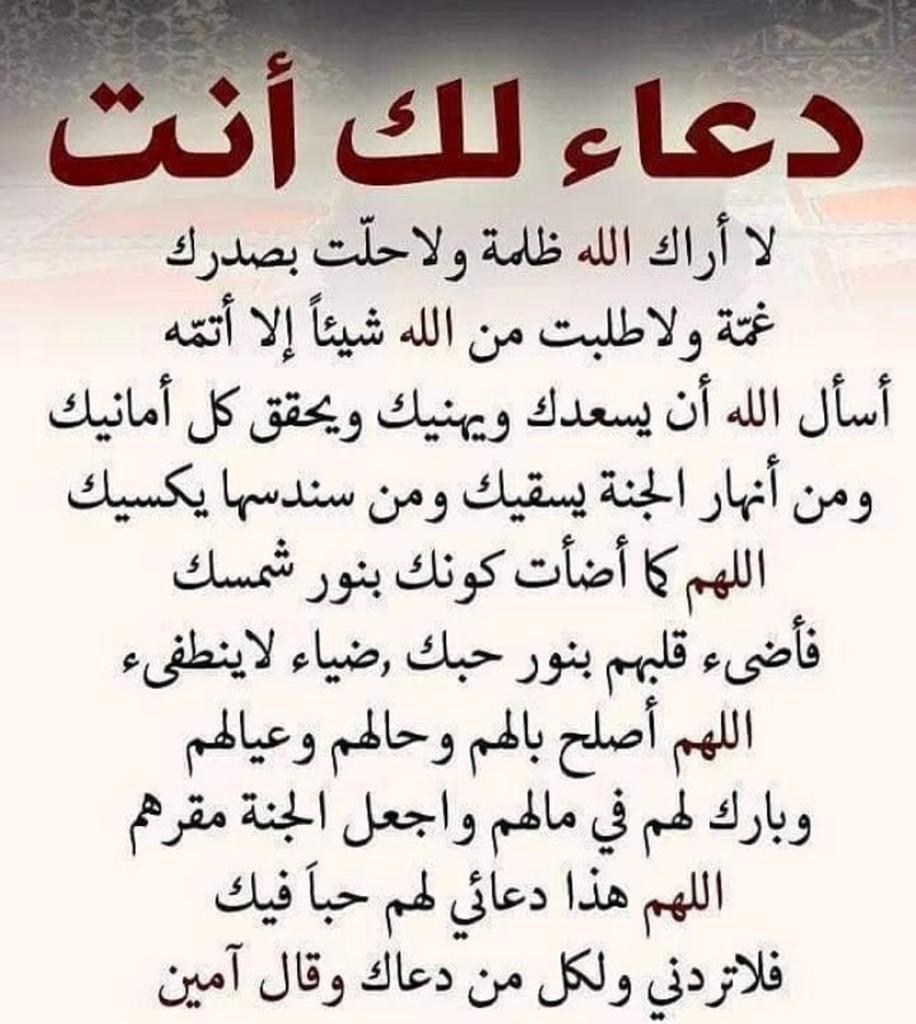 دعاء لك أنت
لا أراك الله ظلمة ولاحلّت بصدرك
غمّة ولاطلبت من الله شيئاً إلا أتمّه
أسأل الله أن يسعدك ويهنيك ويحقق كل أمانيك
ومن أنهار الجنة يسقيك ومن سندسها يكسيك
اللهم كما أضأت كونك بنور شمسك
فأضىء قلبهم بنور حبك ,ضياء لاينطفىء
اللهم أصلح بالهم وحالهم وعيالهم
وبارك لهم في مالهم واجعل الجنة مقرهم
اللهم هذا دعائي لهم حباَ فيك
فلاتردني ولكل من دعاك وقال آمين